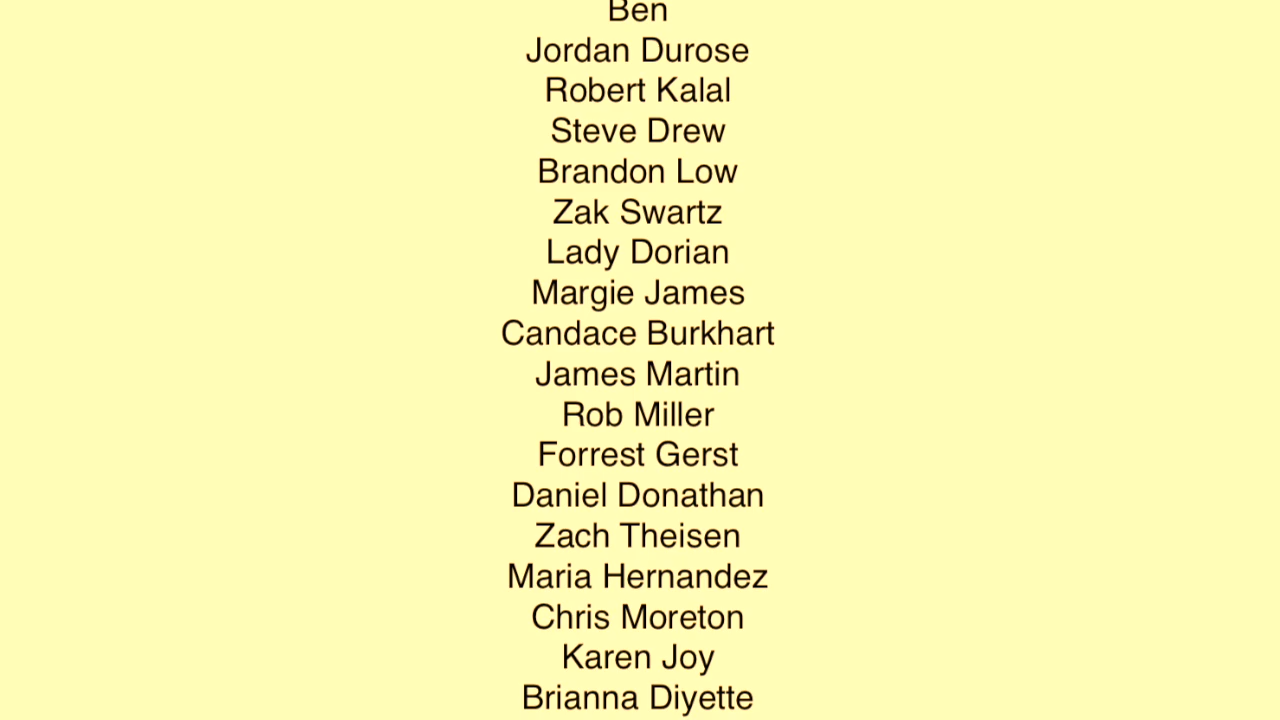 Ben
Jordan Durose
Robert Kalal
Steve Drew
Brandon Low
Zak Swartz
Lady Dorian
Margie James
Candace Burkhart
James Martin
Rob Miller
Forrest Gerst
Daniel Donathan
Zach Theisen
Maria Hernandez
Chris Moreton
Karen Joy
Brianna Diyette